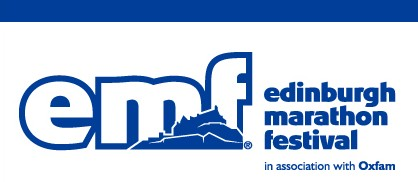 emf®
edinburgh
marathon
festival
in association with Oxfam